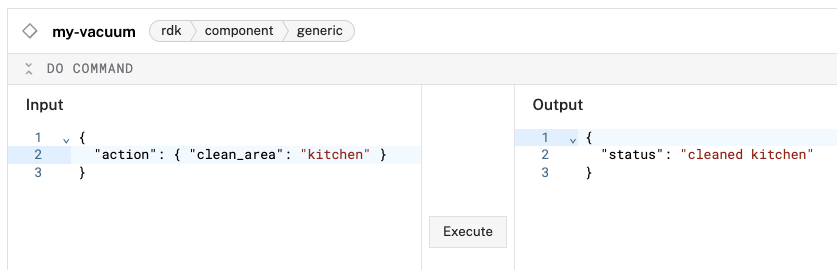 my-vacuum rdk component generic
DO COMMAND
Input
1 {
2 "action": { "clean_area": "kitchen" }
3 }
Execute
Output
1 {
2 "status": "cleaned kitchen"
3 }